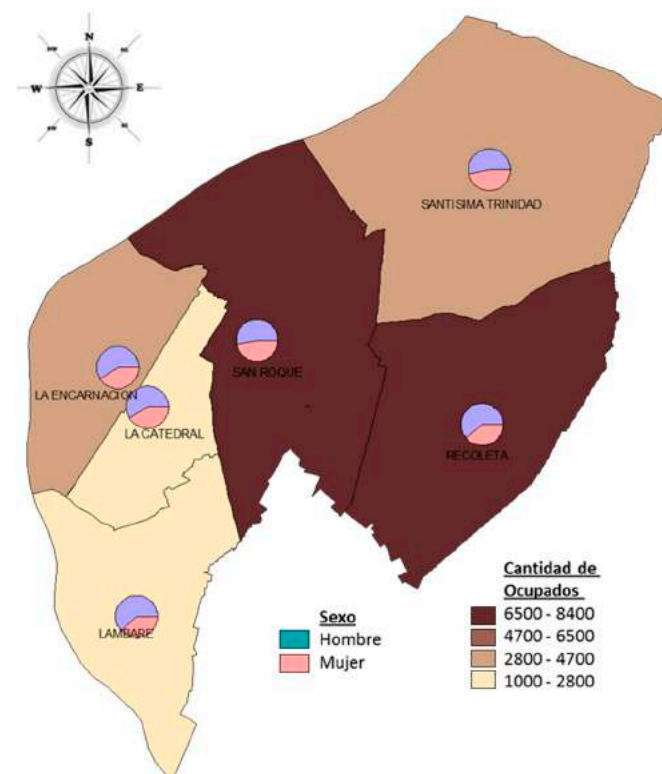 N
W E
S
SANTISIMA TRINIDAD
SAN ROQUE
LA ENCARNACION
LA CATEDRAL
RECOLETA
LAMBARE
Sexo
Hombre
Mujer
Cantidad de
Ocupados
6500 - 8400
4700 - 6500
2800 - 4700
1000 - 2800